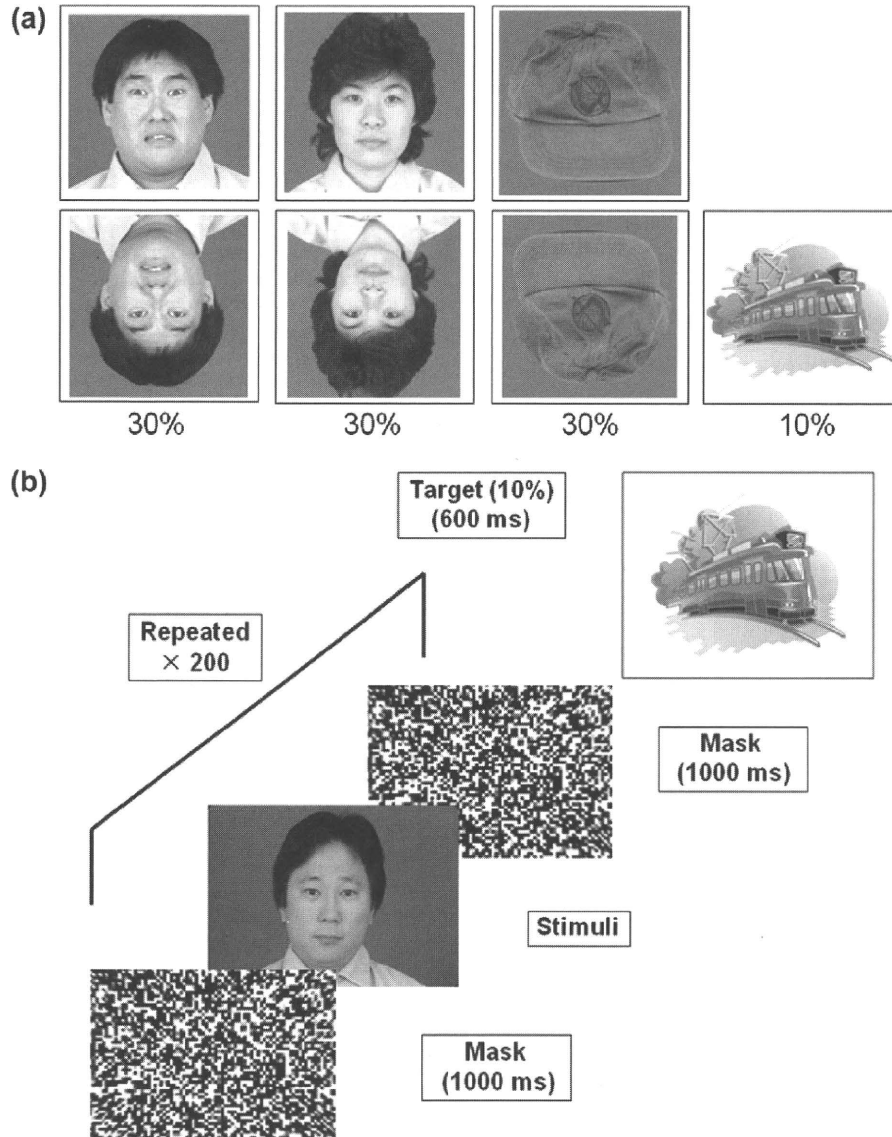 (a)
30%
30%
30%
10%
(b)
Target (10%)
(600 ms)
Repeated
× 200
Mask
(1000 ms)
Stimuli
Mask
(1000 ms)